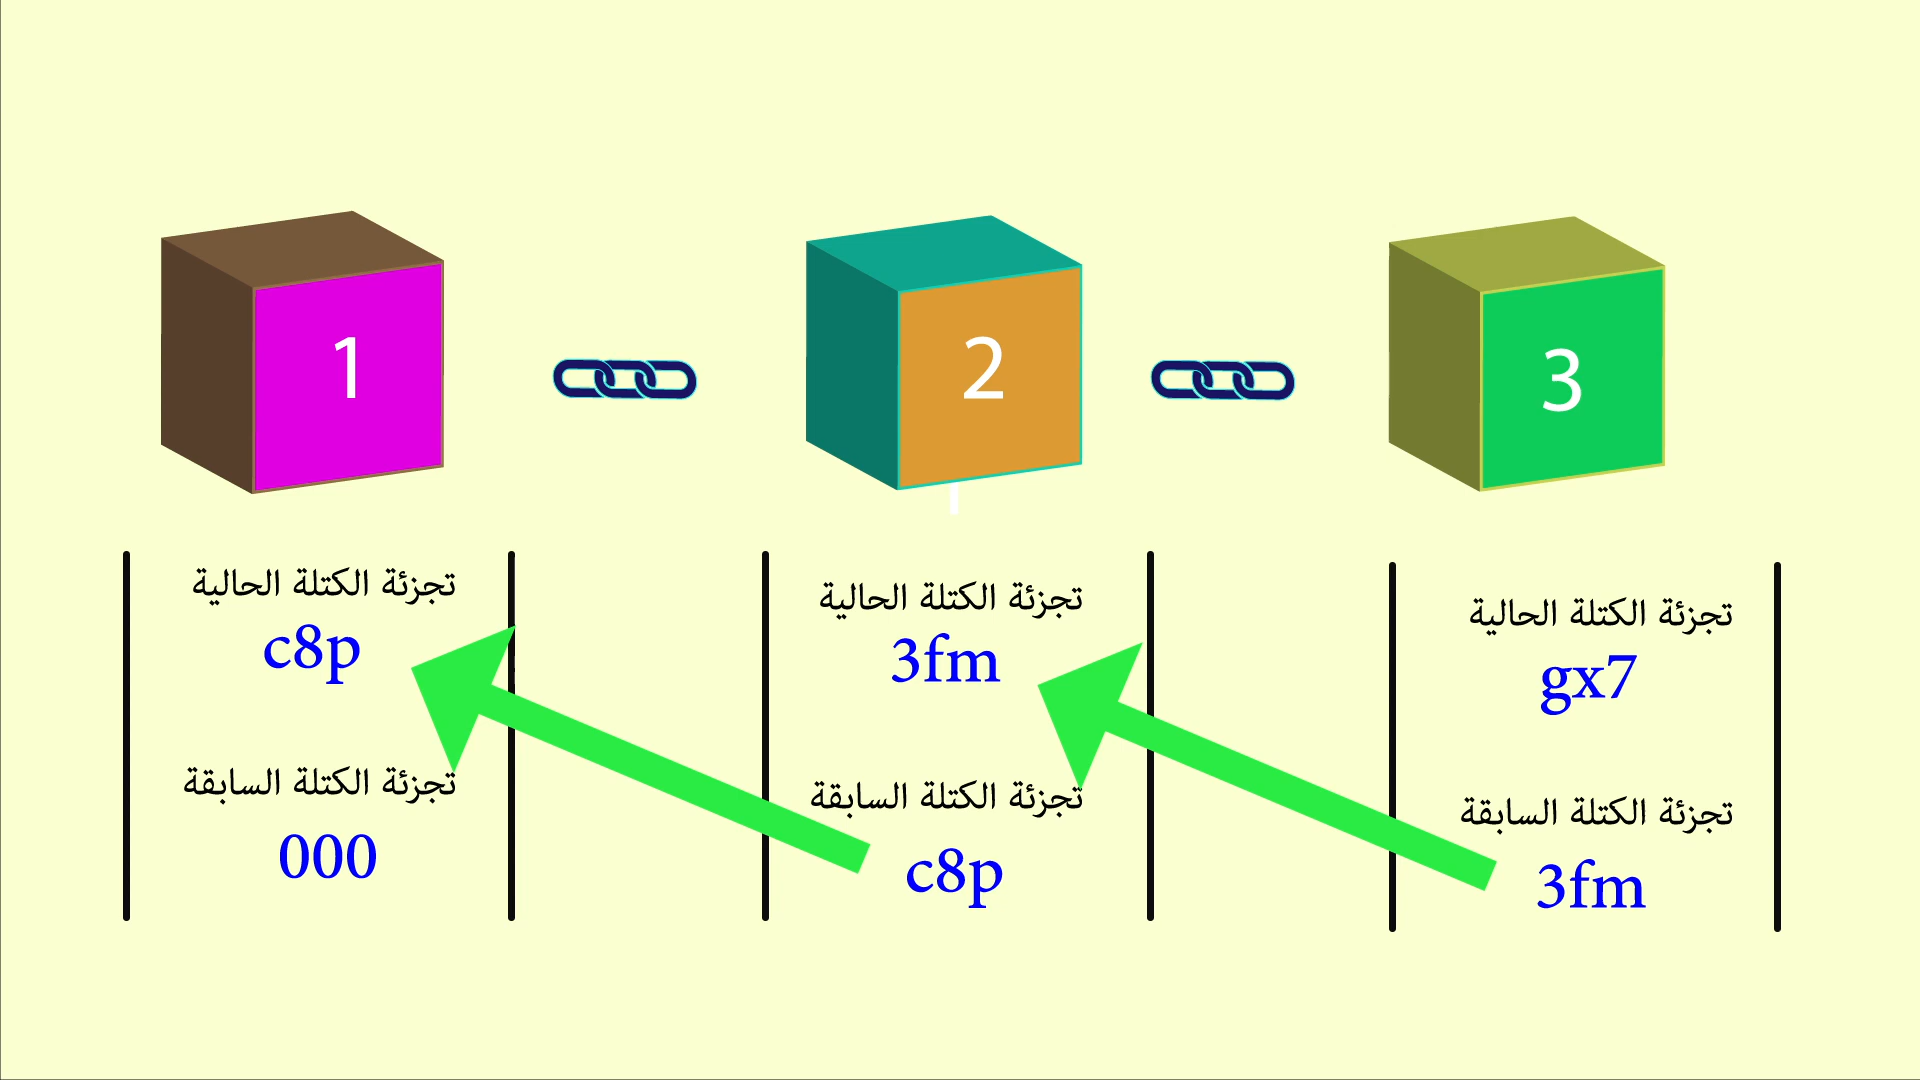 1
2
3
تجزئة الكتلة الحالية
c8p
تجزئة الكتلة السابقة
000
تجزئة الكتلة الحالية
3fm
تجزئة الكتلة السابقة
c8p
تجزئة الكتلة الحالية
gx7
تجزئة الكتلة السابقة
3fm